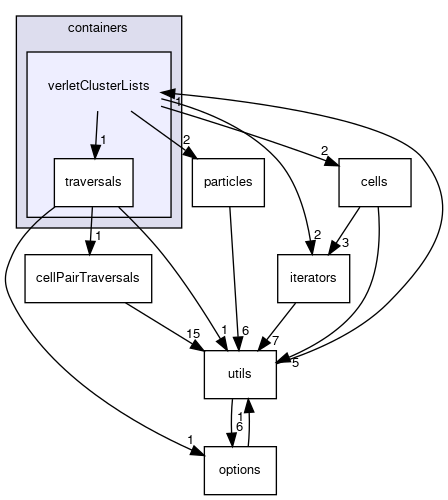 containers
verletClusterLists
1
1
2
2
traversals
particles
cells
1
2
3
cellPairTraversals
iterators
15
1
6
7
5
utils
1
6
1
options